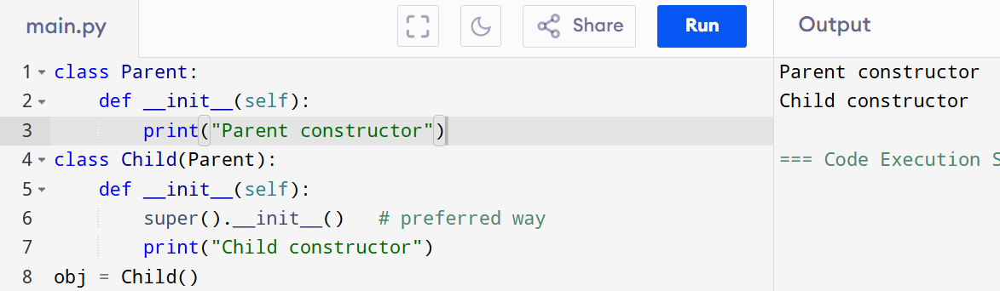 main.py
Share
Run
Output
1 class Parent:
2     def __init__(self):
3         print("Parent constructor")
4 class Child(Parent):
5     def __init__(self):
6         super().__init__()   # preferred way
7         print("Child constructor")
8 obj = Child()
Parent constructor
Child constructor
=== Code Execution S